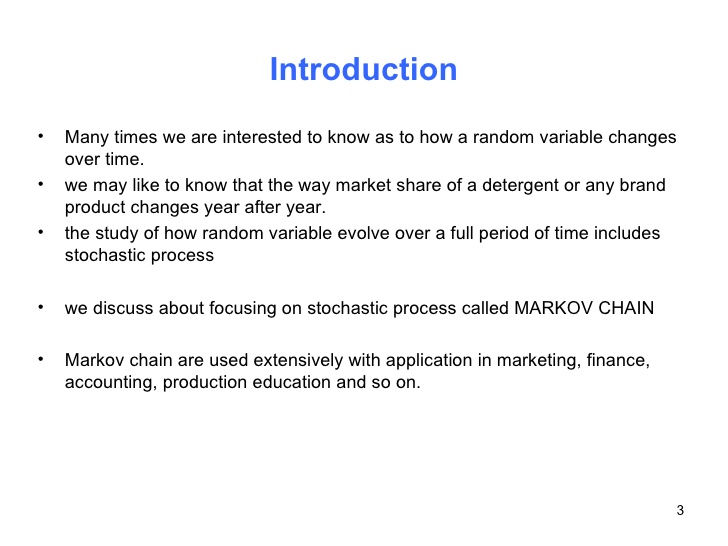 Introduction
• Many times we are interested to know as to how a random variable changes
over time.
• we may like to know that the way market share of a detergent or any brand
product changes year after year.
• the study of how random variable evolve over a full period of time includes
stochastic process
• we discuss about focusing on stochastic process called MARKOV CHAIN
• Markov chain are used extensively with application in marketing, finance,
accounting, production education and so on.
3